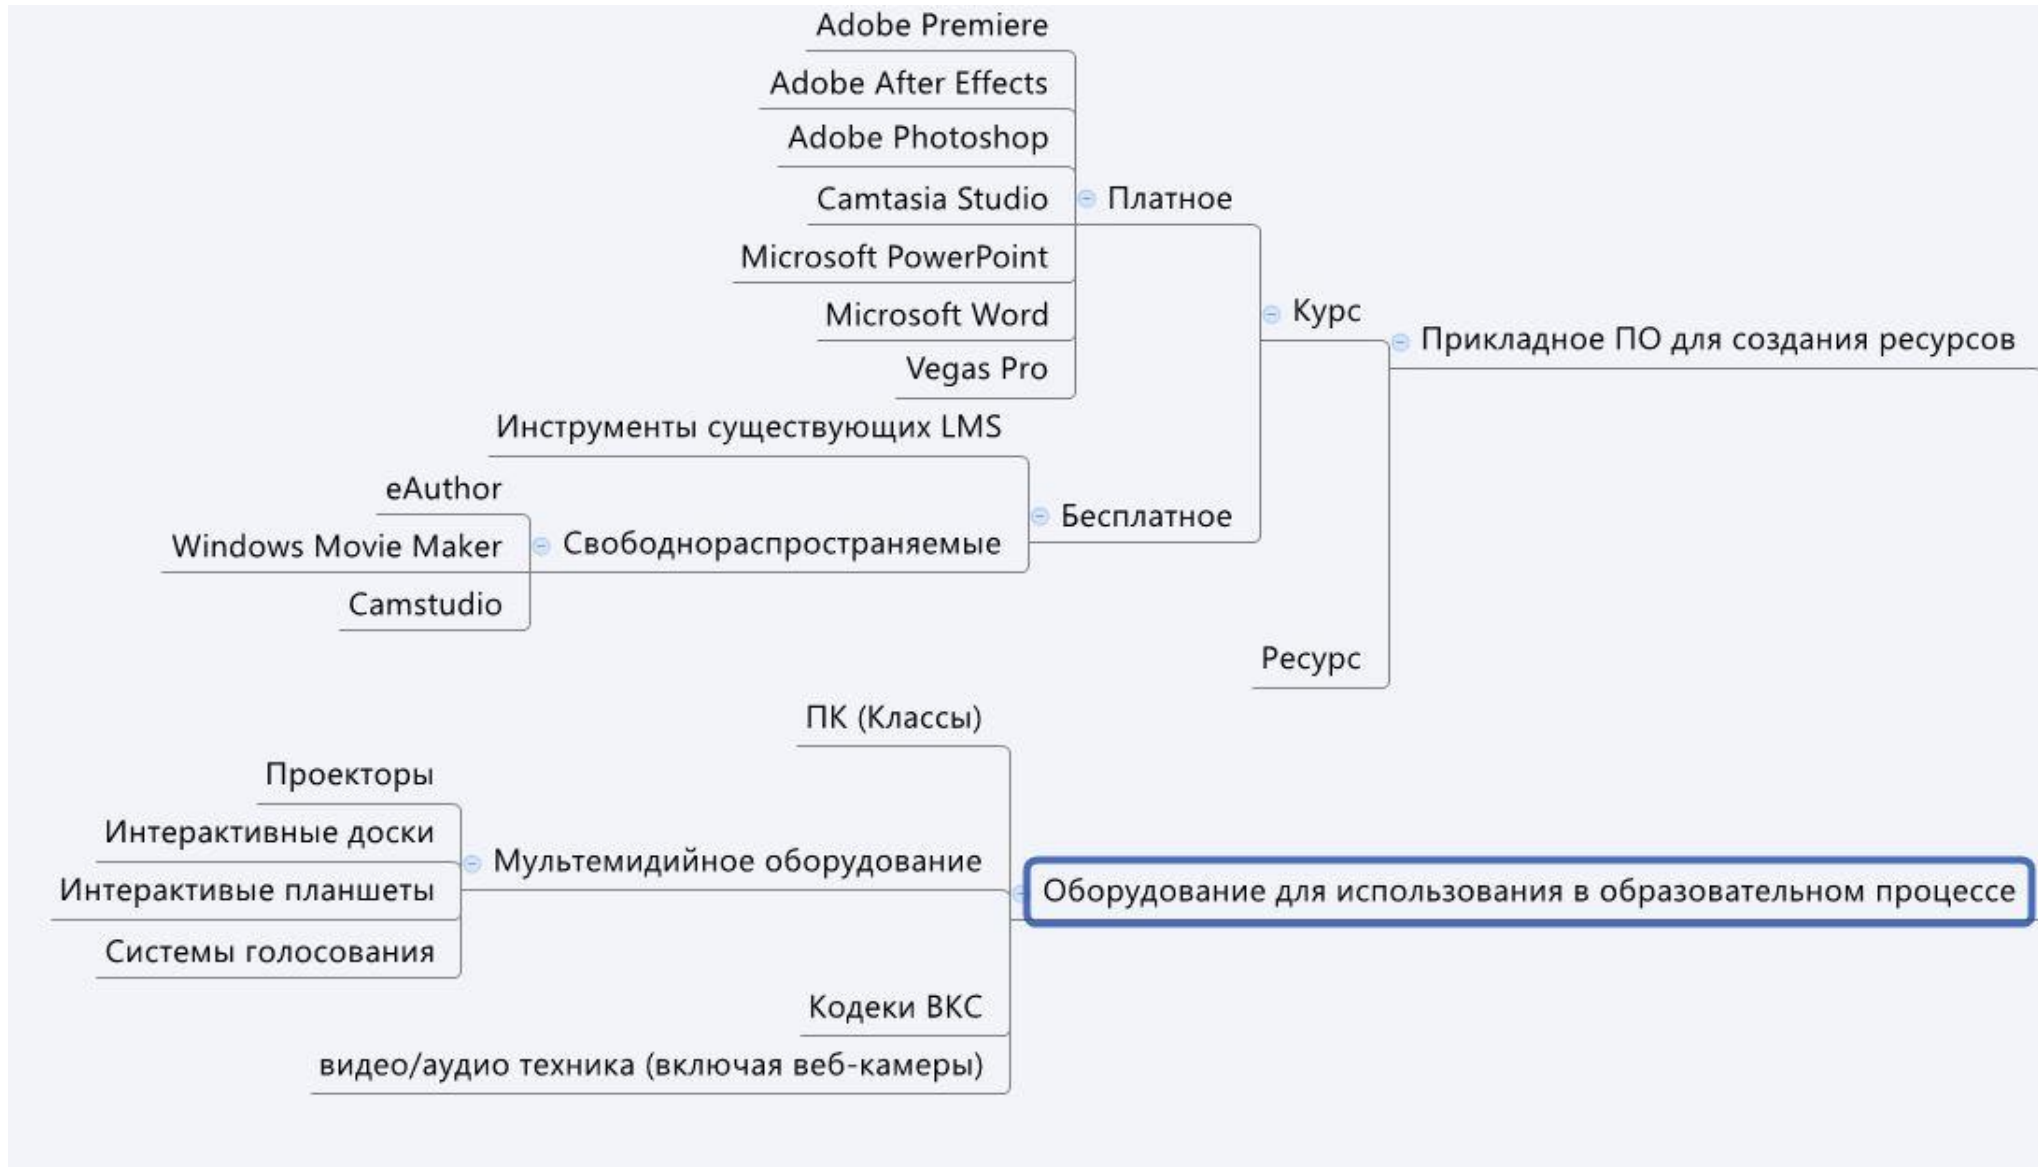 Adobe Premiere
Adobe After Effects
Adobe Photoshop
Camtasia Studio
Платное
Microsoft PowerPoint
Microsoft Word
Курс
Прикладное ПО для создания ресурсов
Vegas Pro
Инструменты существующих LMS
eAuthor
Бесплатное
Windows Movie Maker
Свободнораспространяемые
Camstudio
Ресурс
ПК (Классы)
Проекторы
Интерактивные доски
Мультемидийное оборудование
Интерактивые планшеты
Оборудование для использования в образовательном процессе
Системы голосования
Кодеки ВКС
видео/аудио техника (включая веб-камеры)